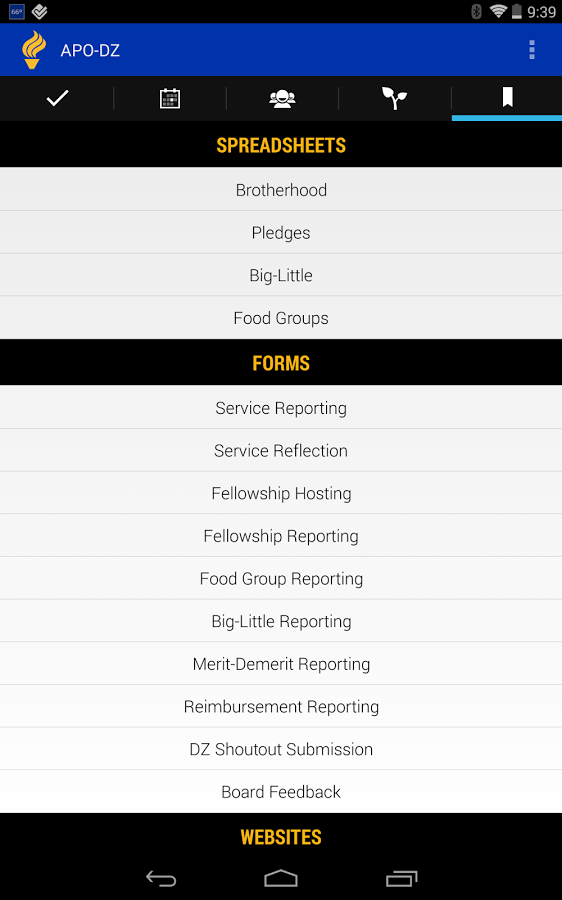 66°
9:39
APO-DZ
SPREADSHEETS
Brotherhood
Pledges
Big-Little
Food Groups
FORMS
Service Reporting
Service Reflection
Fellowship Hosting
Fellowship Reporting
Food Group Reporting
Big-Little Reporting
Merit-Demerit Reporting
Reimbursement Reporting
DZ Shoutout Submission
Board Feedback
WEBSITES